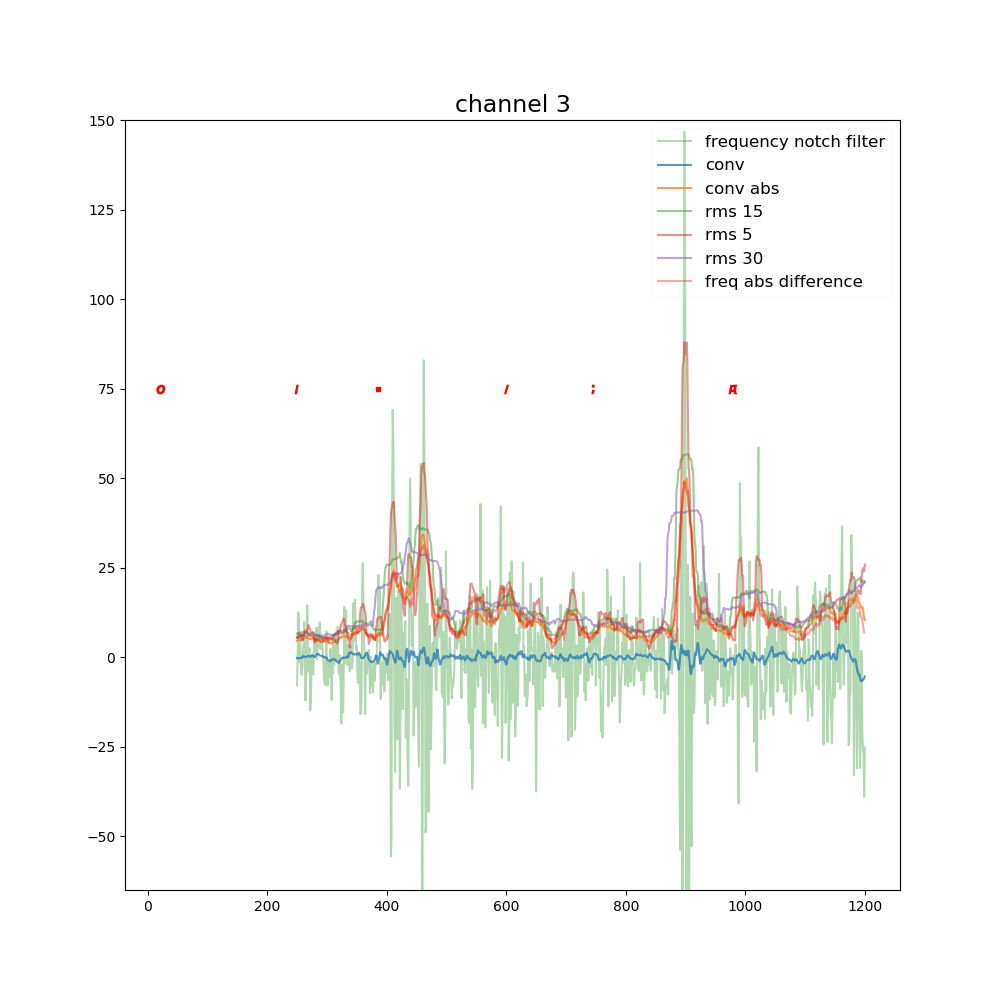 channel 3
150
125
100
75
50
25
0
−25
−50
frequency notch filter
conv
conv abs
rms 15
rms 5
rms 30
freq abs difference
o / ▪ / ;
0 200 400 600 800 1000 1200